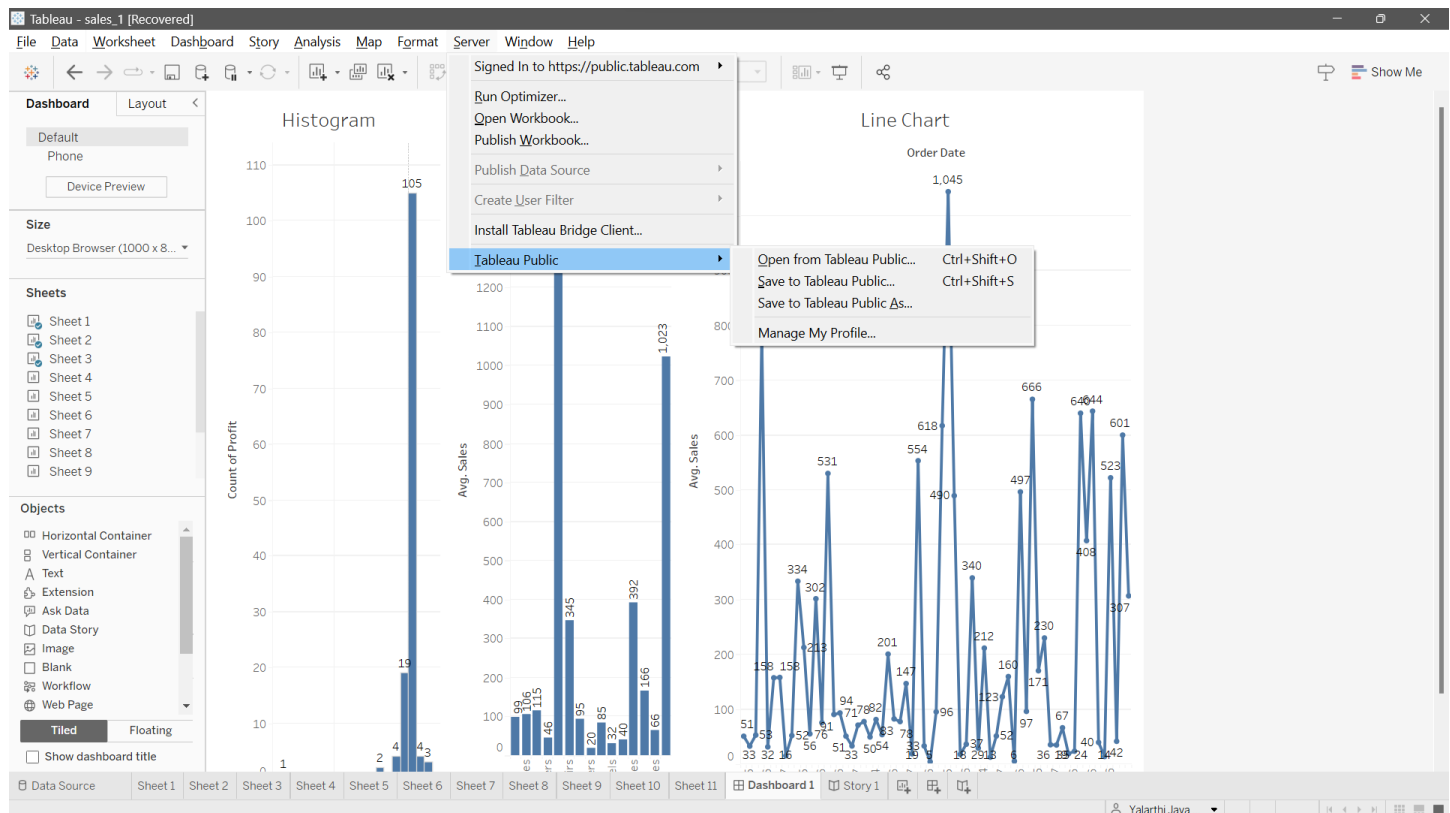 Tableau - sales_1 [Recovered]
File Data Worksheet Dashboard Story Analysis Map Format Server Window Help
Show Me
Signed In to https://public.tableau.com
Run Optimizer...
Open Workbook...
Publish Workbook...
Publish Data Source
Create User Filter
Install Tableau Bridge Client...
Tableau Public
Open from Tableau Public... Ctrl+Shift+O
Save to Tableau Public... Ctrl+Shift+S
Save to Tableau Public As...
Manage My Profile...
Dashboard Layout
Default
Phone
Device Preview
Size
Desktop Browser (1000 x 8...
Sheets
Sheet 1
Sheet 2
Sheet 3
Sheet 4
Sheet 5
Sheet 6
Sheet 7
Sheet 8
Sheet 9
Objects
Horizontal Container
Vertical Container
Text
Extension
Ask Data
Data Story
Image
Blank
Workflow
Web Page
Tiled Floating
Show dashboard title
Histogram
Count of Profit
110
100
90
80
70
60
50
40
30
20
10
1
2
4
19
105
4
3
Avg. Sales
1200
1100
1000
900
800
700
600
500
400
300
200
100
0
99
106
115
46
345
95
20
85
32
40
392
166
66
1,023
Line Chart
Order Date
Avg. Sales
800
700
600
500
400
300
200
100
0
1,045
51
33
53
158
32
158
16
52
334
213
56
302
76
91
531
51
94
33
71
78
50
82
54
83
201
78
147
19
33
554
96
618
490
18
37
340
29
212
13
123
52
160
6
497
97
666
171
230
36
67
24
640
408
644
40
14
523
42
601
307
Data Source Sheet 1 Sheet 2 Sheet 3 Sheet 4 Sheet 5 Sheet 6 Sheet 7 Sheet 8 Sheet 9 Sheet 10 Sheet 11 Dashboard 1 Story 1
Yalarthi Java